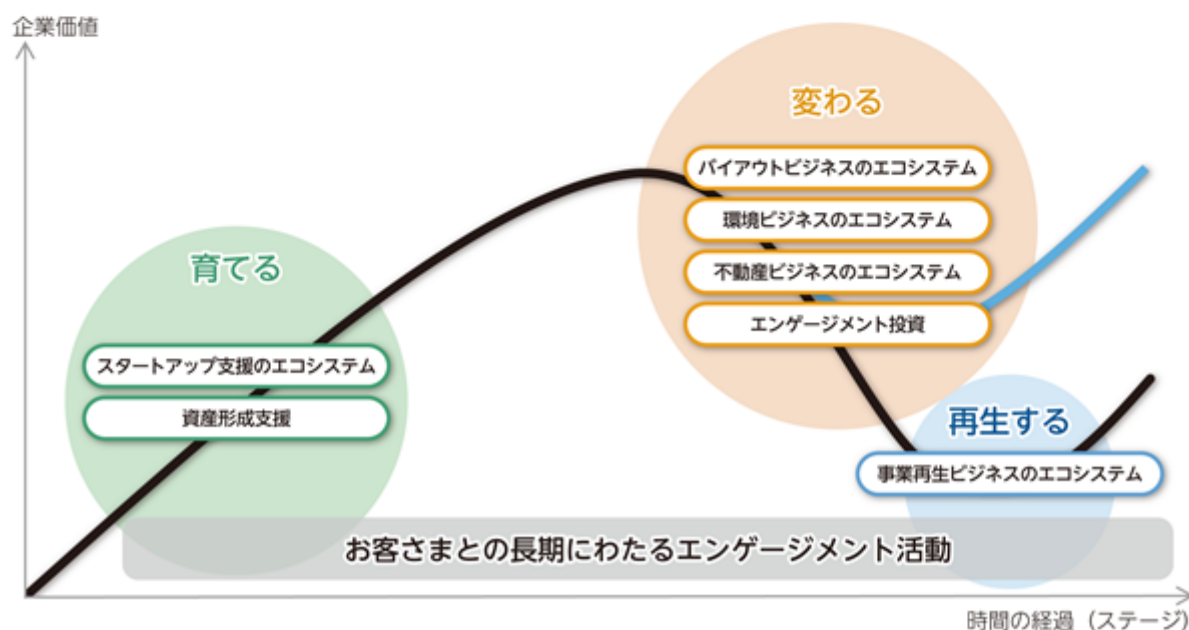 企業価値
変わる
バイアウトビジネスのエコシステム
環境ビジネスのエコシステム
不動産ビジネスのエコシステム
エンゲージメント投資
育てる
スタートアップ支援のエコシステム
資産形成支援
再生する
事業再生ビジネスのエコシステム
お客さまとの長期にわたるエンゲージメント活動
時間の経過（ステージ）